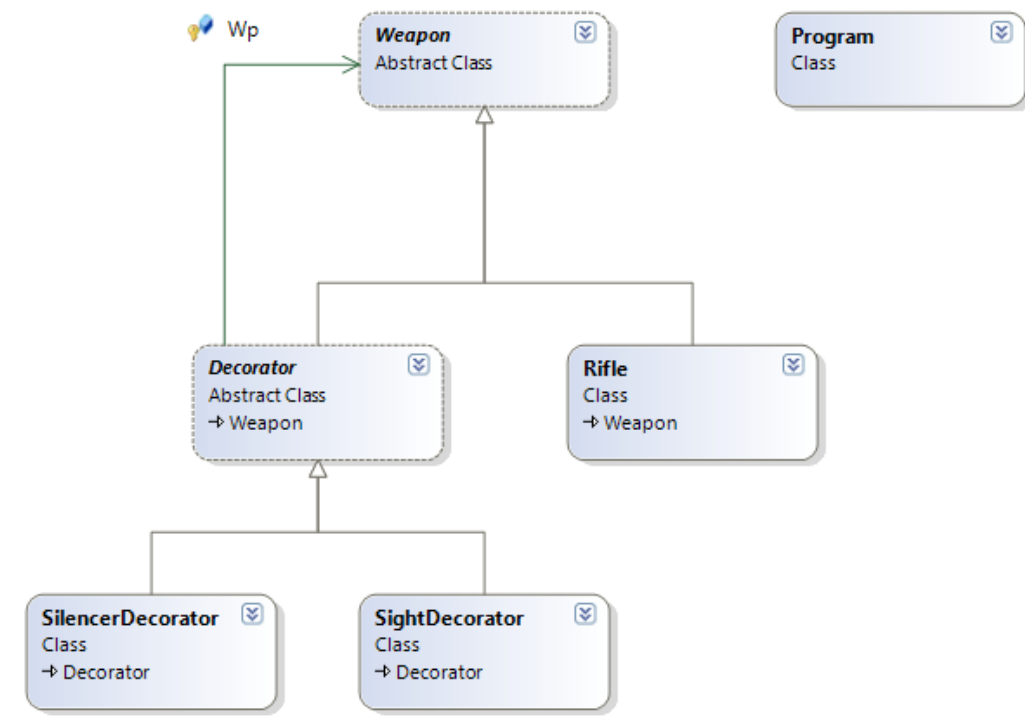 Wp
Weapon
Abstract Class
Program
Class
Decorator
Abstract Class
Weapon
Rifle
Class
Weapon
SilencerDecorator
Class
Decorator
SightDecorator
Class
Decorator